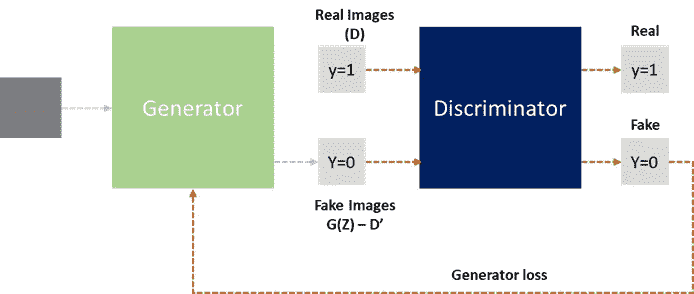 Real Images
(D)
Real
y=1
y=1
Generator
Discriminator
Fake
Y=0
Y=0
Fake Images
G(Z) – D’
Generator loss